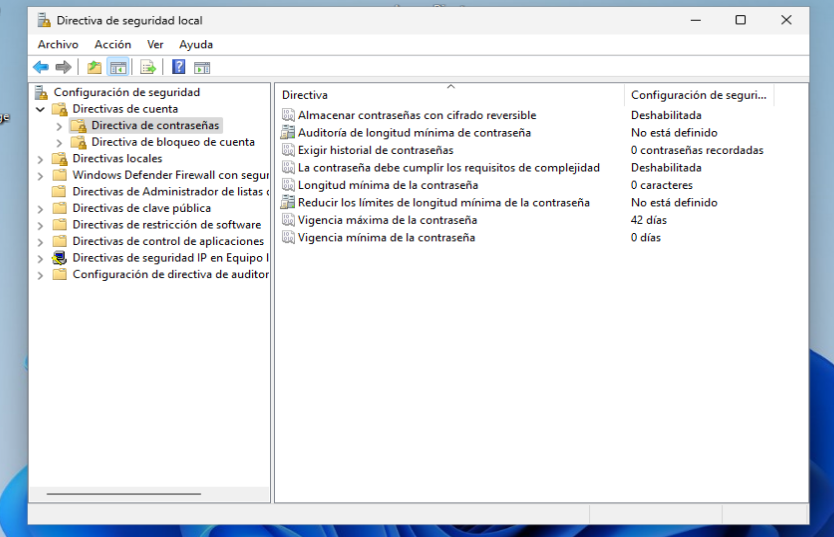 Directiva de seguridad local
Archivo Acción Ver Ayuda
Configuración de seguridad
Directivas de cuenta
Directiva de contraseñas
Directiva de bloqueo de cuenta
Directivas locales
Windows Defender Firewall con segur
Directivas de Administrador de listas
Directivas de clave pública
Directivas de restricción de software
Directivas de control de aplicaciones
Directivas de seguridad IP en Equipo l
Configuración de directiva de auditor
Directiva Configuración de seguri...
Almacenar contraseñas con cifrado reversible Deshabilitada
Auditoría de longitud mínima de contraseña No está definido
Exigir historial de contraseñas 0 contraseñas recordadas
La contraseña debe cumplir los requisitos de complejidad Deshabilitada
Longitud mínima de la contraseña 0 caracteres
Reducir los límites de longitud mínima de la contraseña No está definido
Vigencia máxima de la contraseña 42 días
Vigencia mínima de la contraseña 0 días